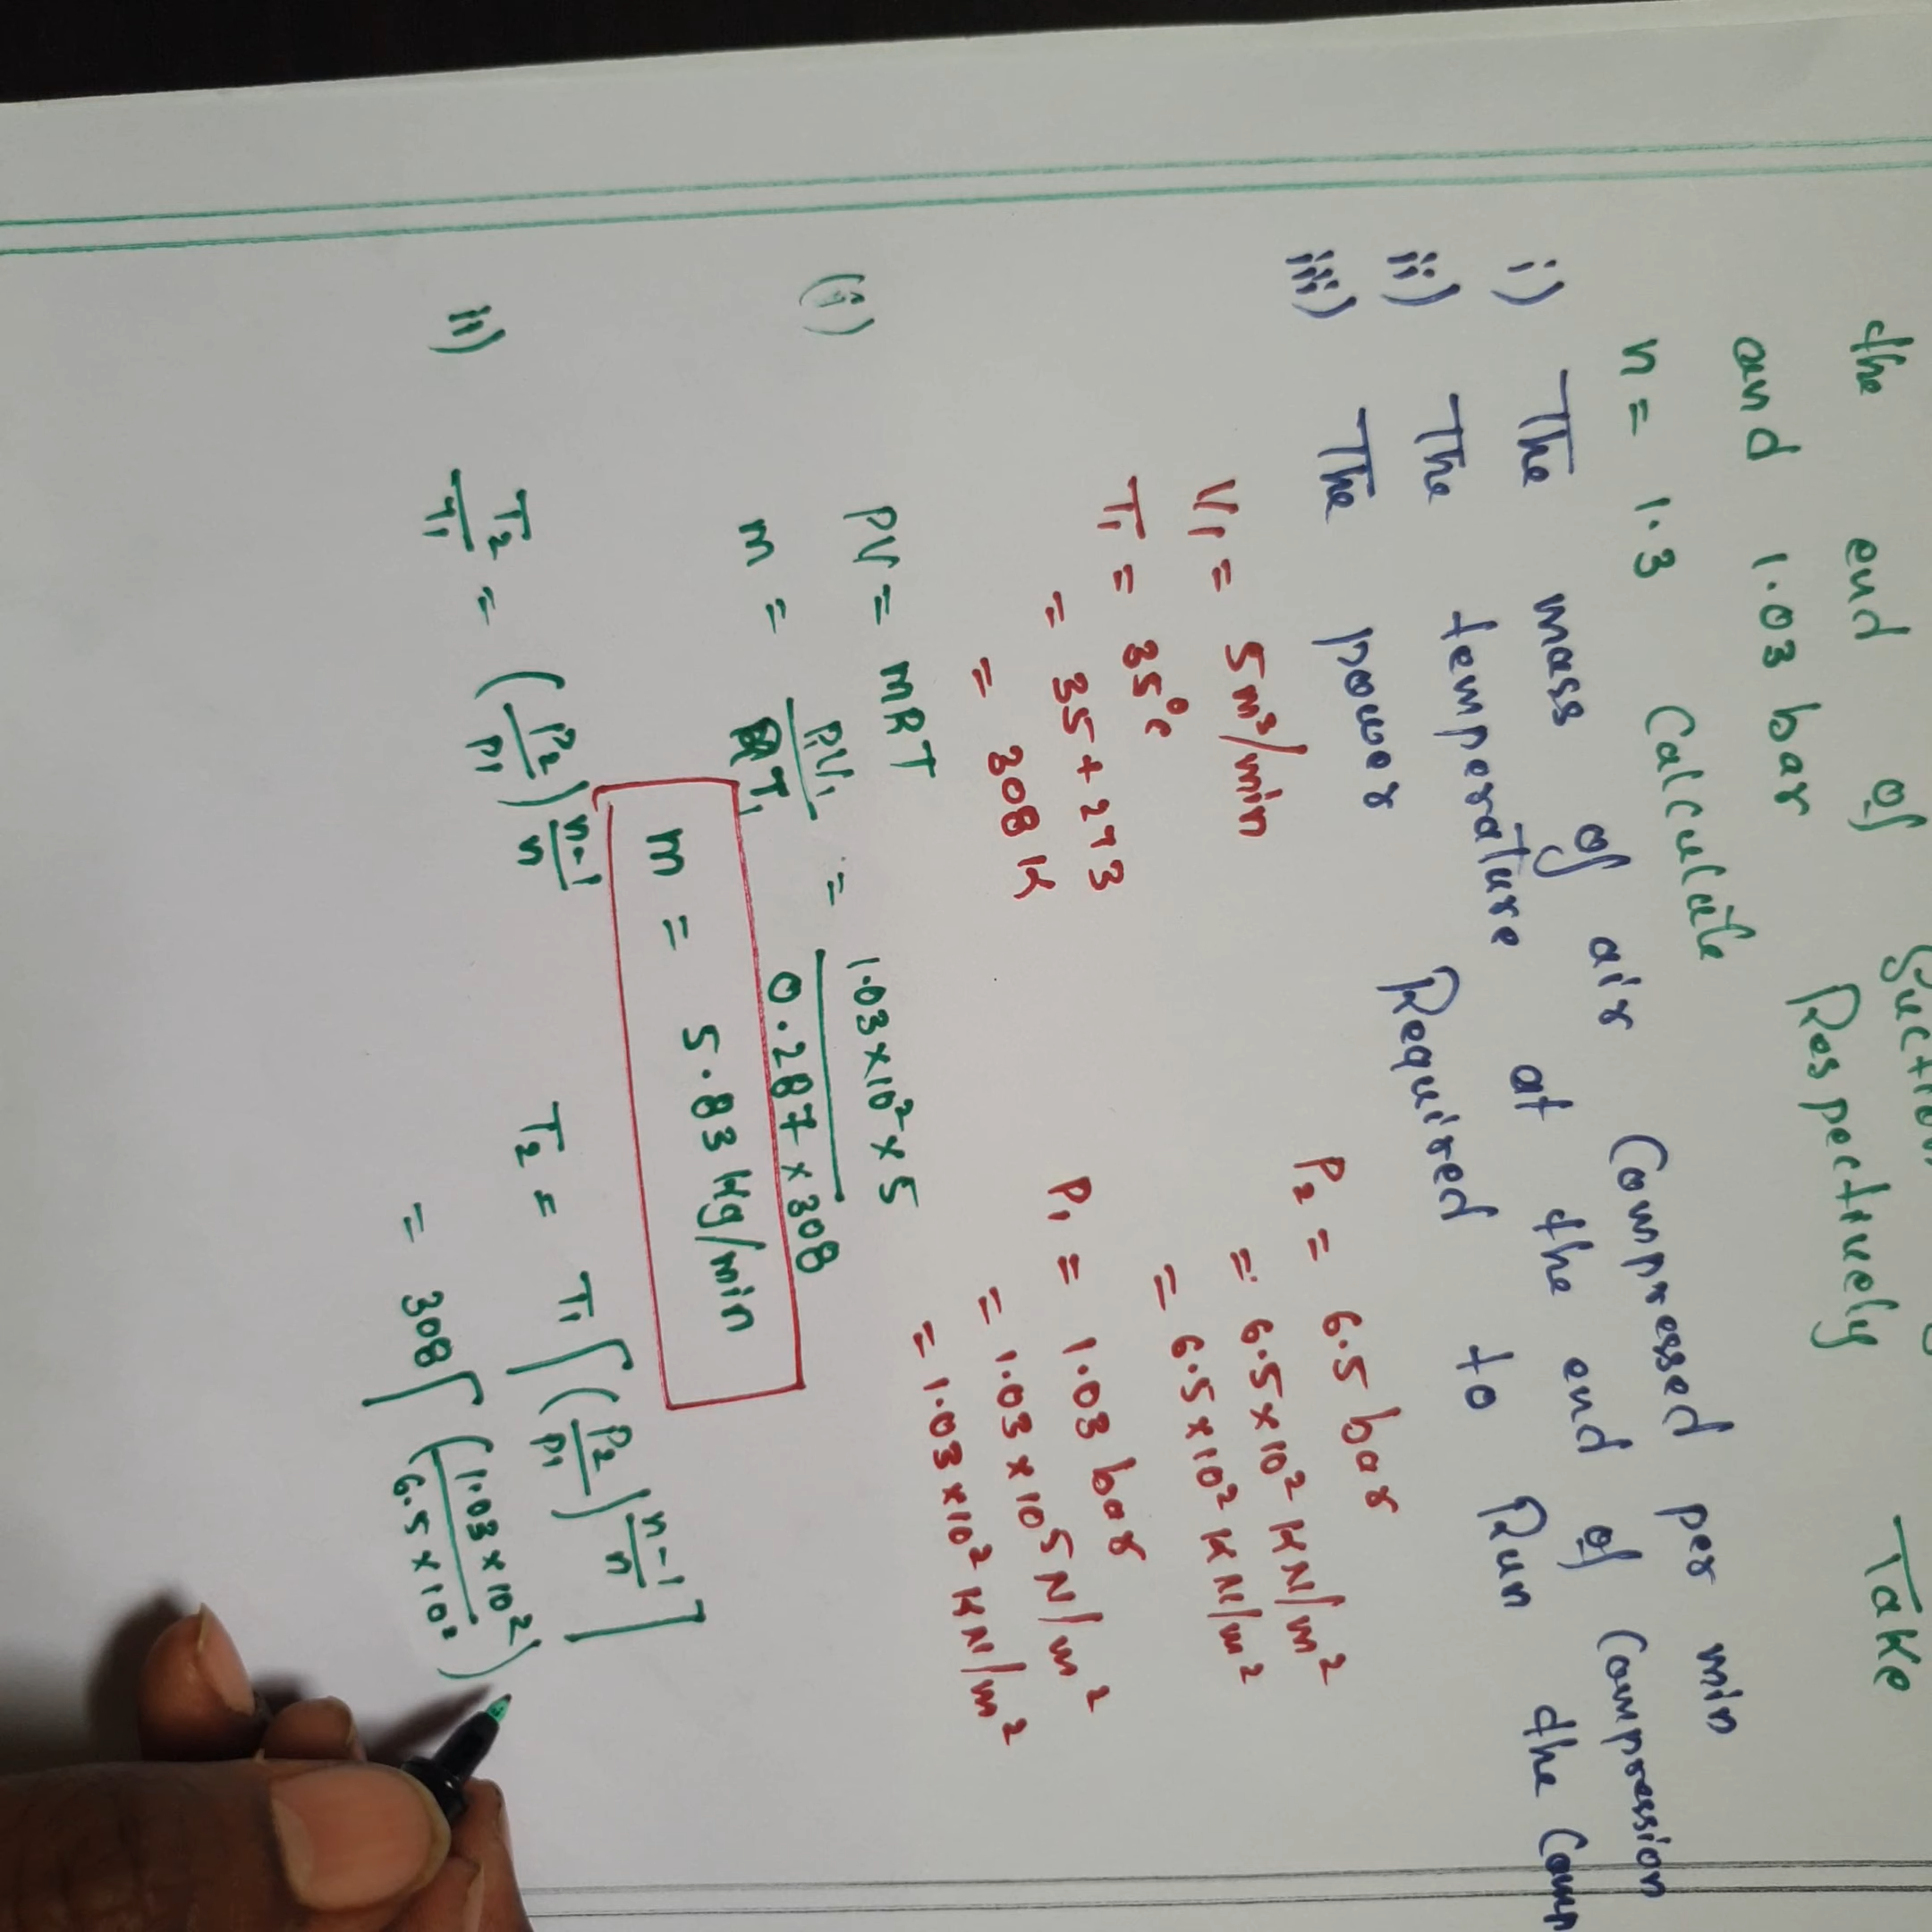 the end of Suction
and 1.03 bar Respectively Take
n = 1.3 Calculate
i) The mass of air Compressed per min
ii) The temperature at the end of Compression
iii) The power Required to Run the Com
V₁ = 5 m³/min
T₁ = 35°c
= 35 + 273
= 308 K
P₂ = 6.5 bar
= 6.5 × 10² KN/m²
= 6.5 × 10² KN/m²
P₁ = 1.03 bar
= 1.03 × 10⁵ N/m²
= 1.03 × 10² KN/m²
(i) PV = mRT
m = P₁V₁ / RT₁ = 1.03 × 10² × 5 / 0.287 × 308
m = 5.83 Kg/min
ii) T₂/T₁ = (P₂/P₁)^(n-1/n)
T₂ = T₁ [(P₂/P₁)^(n-1/n)]
= 308 [(1.03 × 10² / 6.5 × 10²)